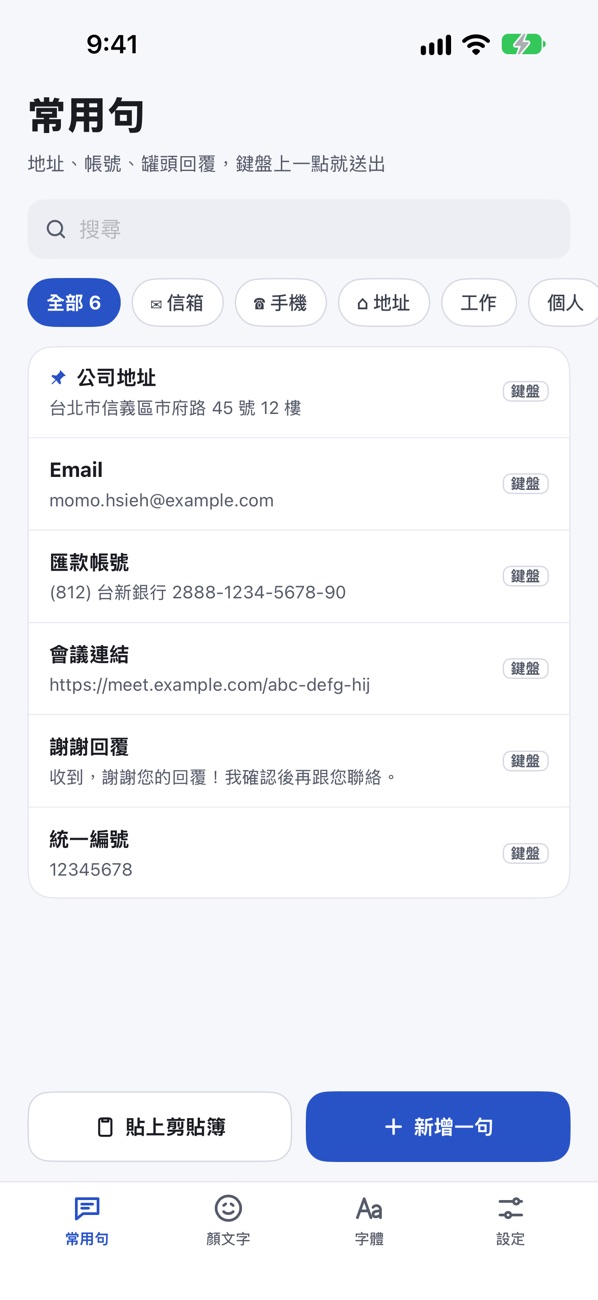 9:41
常用句
地址、帳號、罐頭回覆，鍵盤上一點就送出
搜尋
全部 6
✉ 信箱
☎ 手機
⌂ 地址
工作
個人
公司地址
台北市信義區市府路 45 號 12 樓
鍵盤
Email
momo.hsieh@example.com
鍵盤
匯款帳號
(812) 台新銀行 2888-1234-5678-90
鍵盤
會議連結
https://meet.example.com/abc-defg-hij
鍵盤
謝謝回覆
收到，謝謝您的回覆！我確認後再跟您聯絡。
鍵盤
統一編號
12345678
鍵盤
貼上剪貼簿
新增一句
常用句
顏文字
Aa
字體
設定